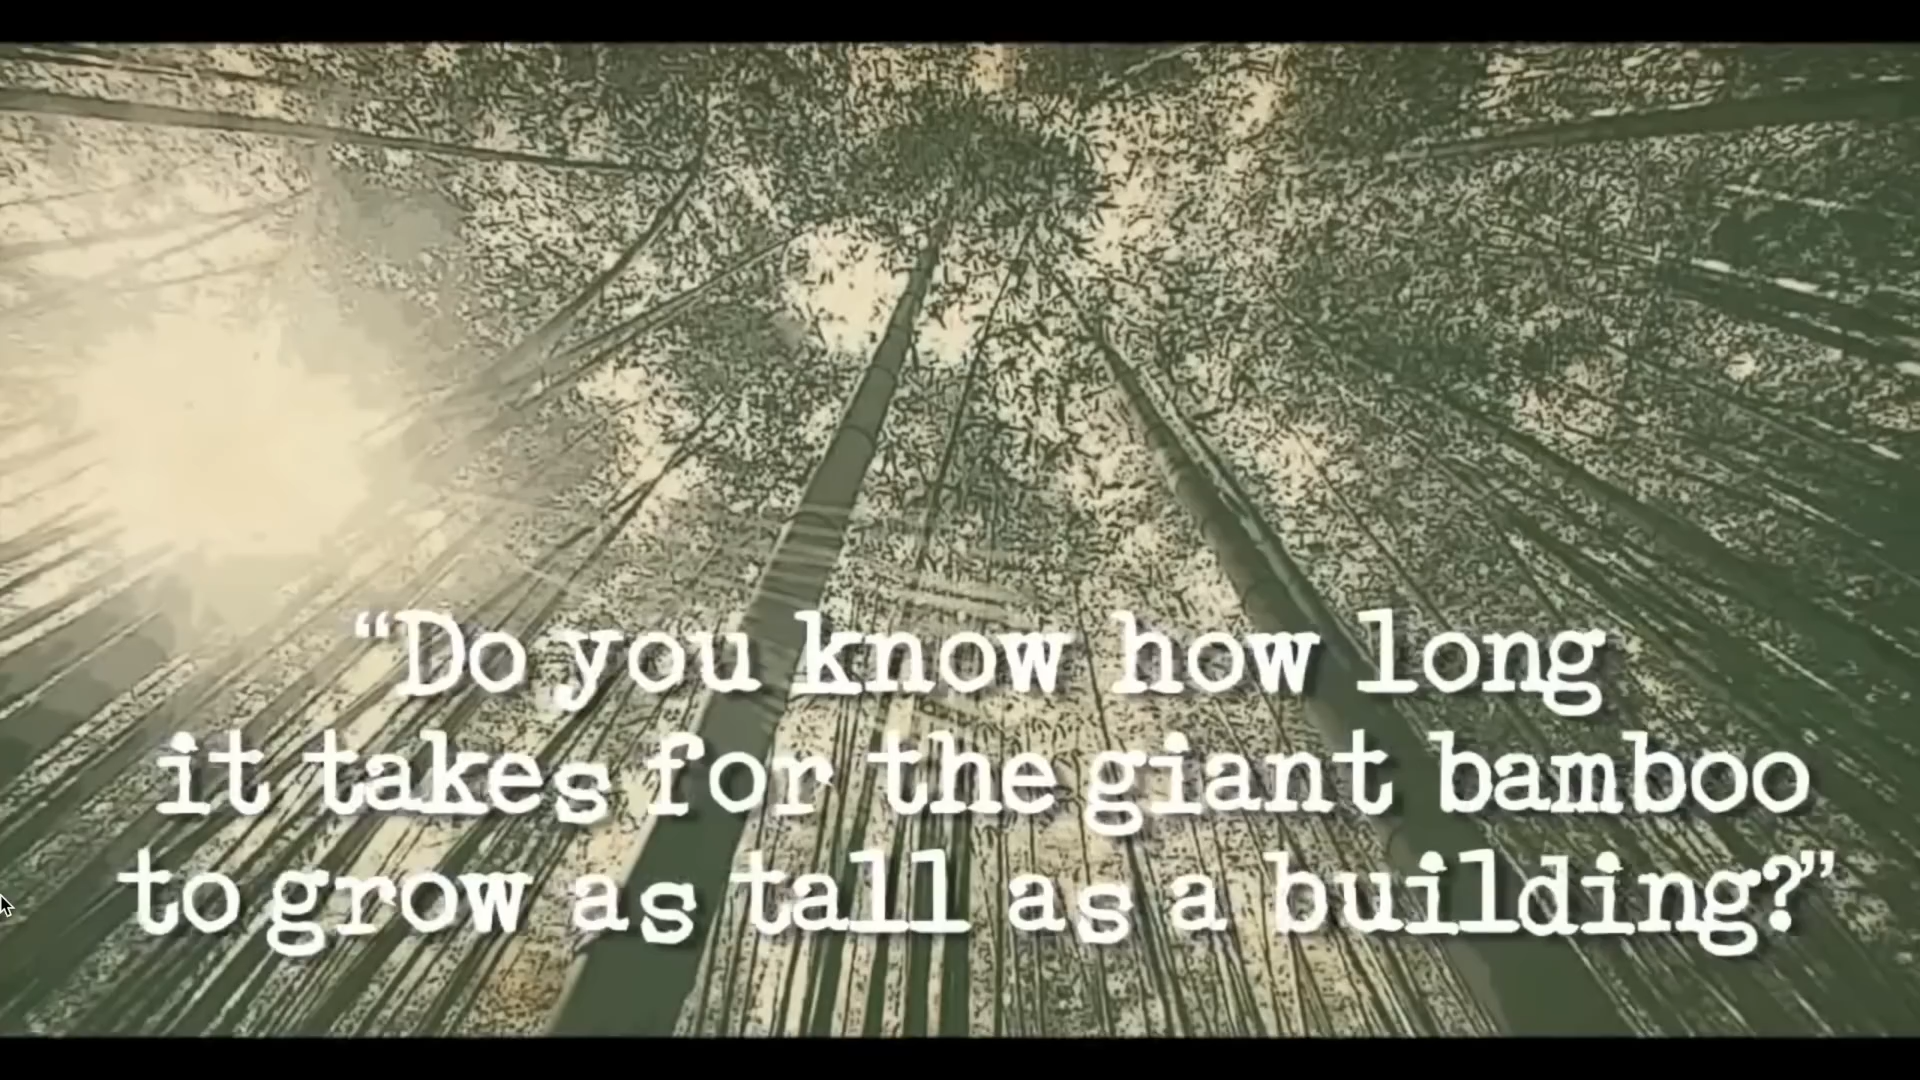 “Do you know how long
it takes for the giant bamboo
to grow as tall as a building?”